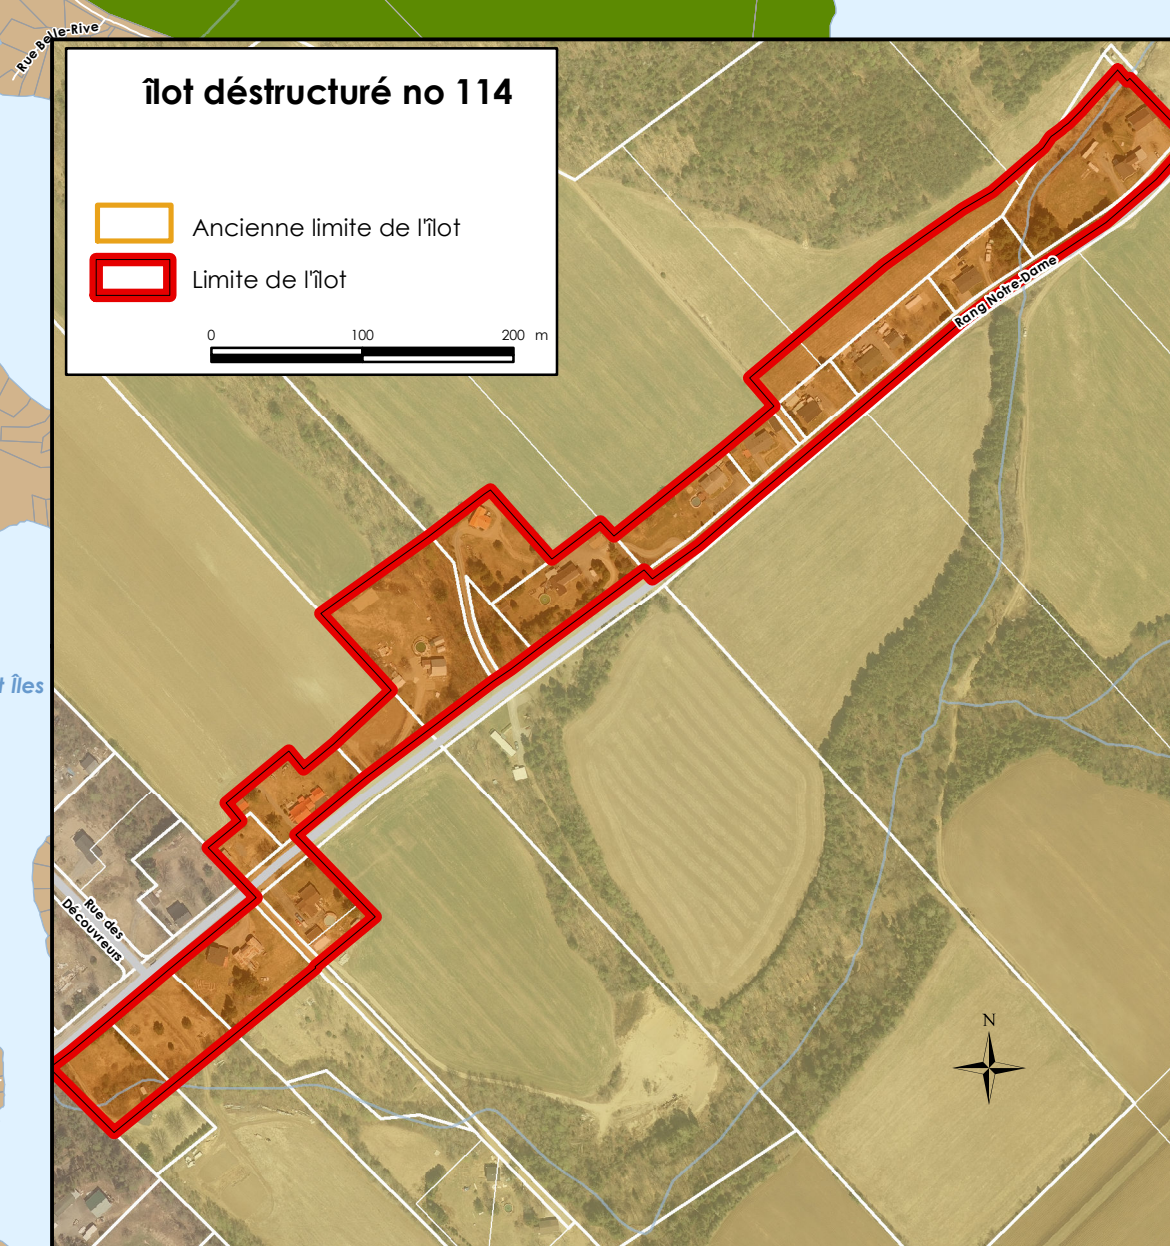 Rue Belle-Rive
îlot déstructuré no 114
Ancienne limite de l'îlot
Limite de l'îlot
0 100 200 m
Rang Notre-Dame
t Îles
Rue des
Découvreurs
N